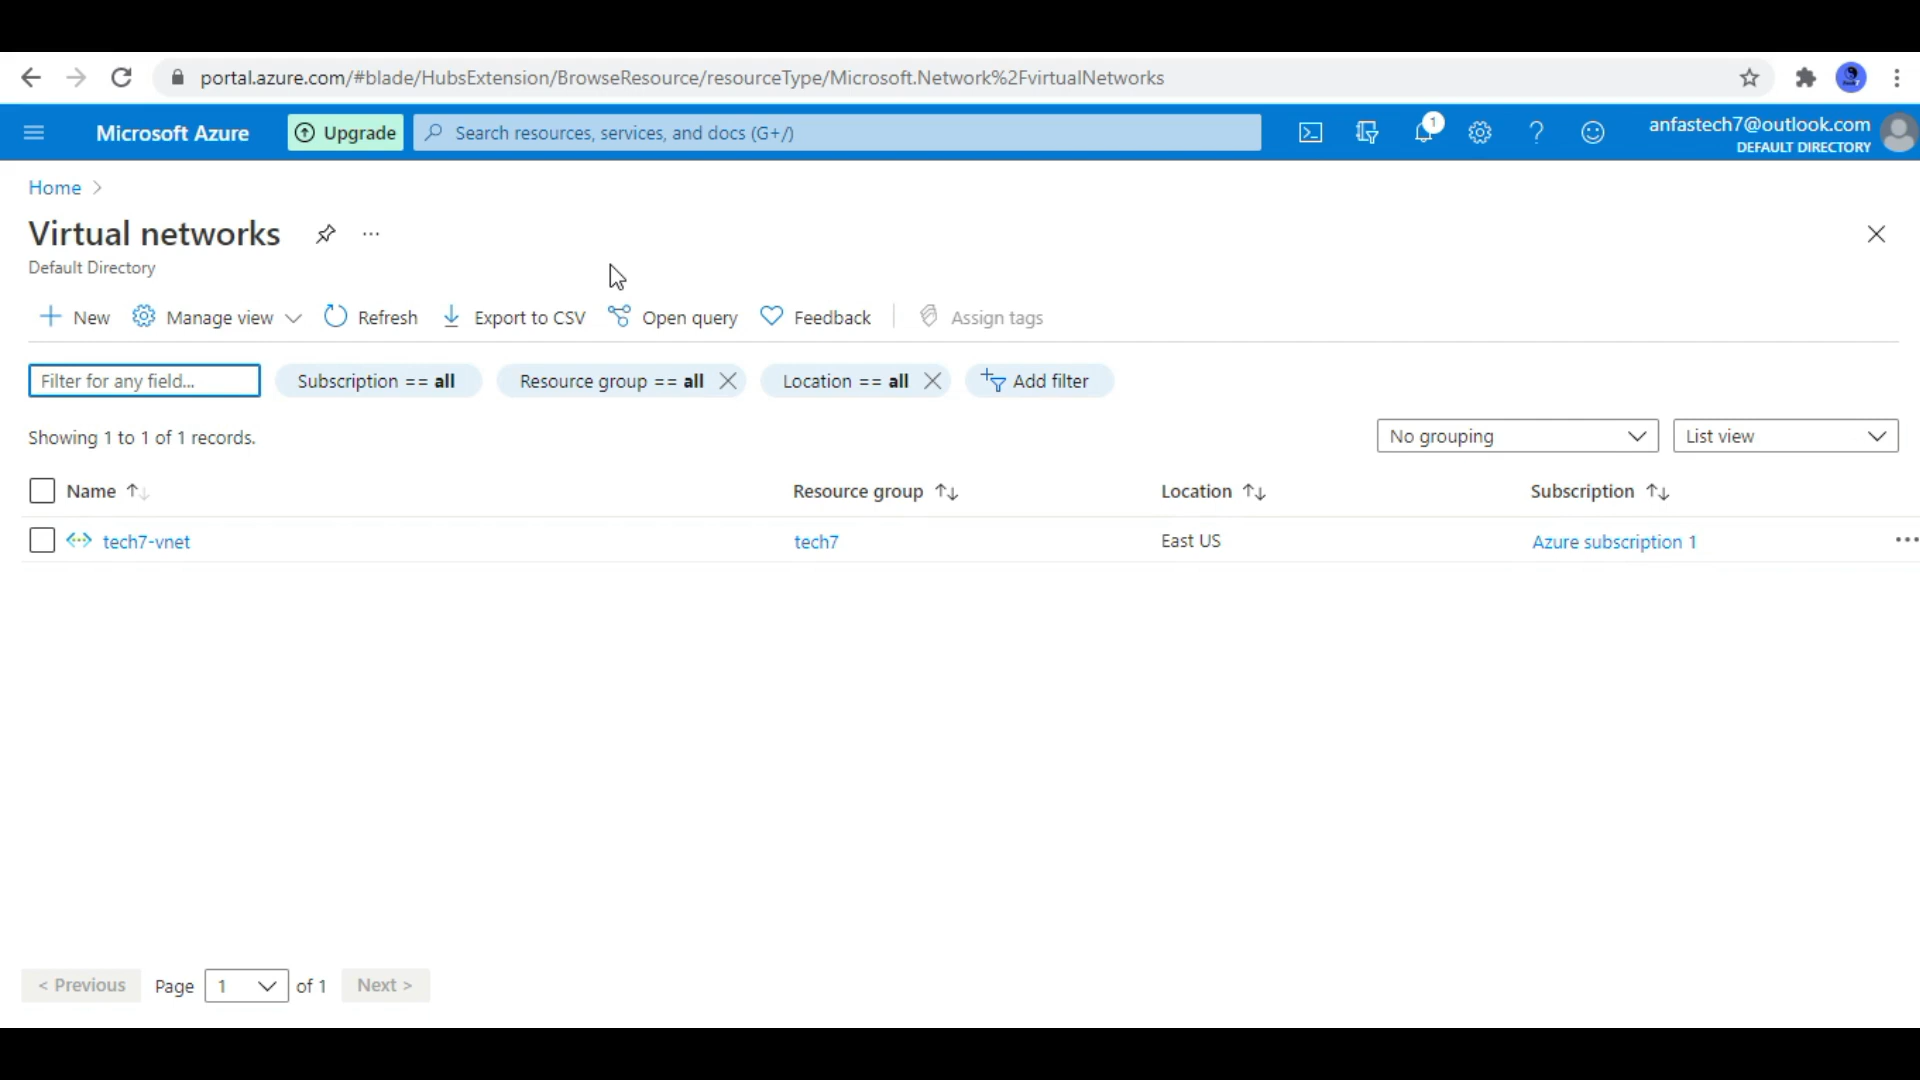 portal.azure.com/#blade/HubsExtension/BrowseResource/resourceType/Microsoft.Network%2FvirtualNetworks
Microsoft Azure Upgrade Search resources, services, and docs (G+/) 1 anfastech7@outlook.com
DEFAULT DIRECTORY
Home
Virtual networks ...
Default Directory
New Manage view Refresh Export to CSV Open query Feedback Assign tags
Filter for any field... Subscription == all Resource group == all Location == all Add filter
Showing 1 to 1 of 1 records. No grouping List view
Name Resource group Location Subscription
tech7-vnet tech7 East US Azure subscription 1 ...
< Previous Page 1 of 1 Next >